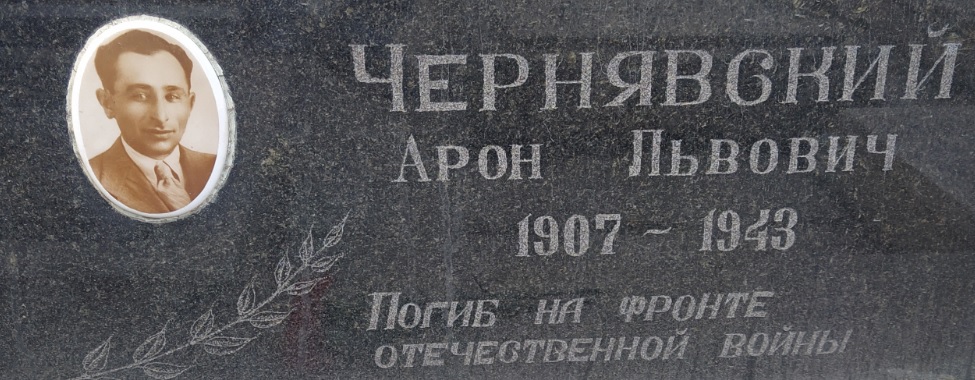 ЧЕРНЯВСКИЙ
АРОН ЛЬВОВИЧ
1907 - 1943
ПОГИБ НА ФРОНТЕ
ОТЕЧЕСТВЕННОЙ ВОЙНЫ